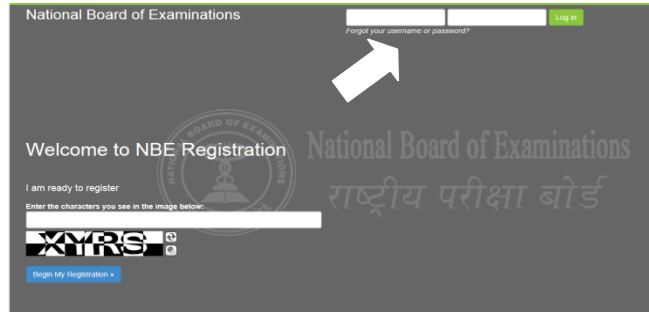 National Board of Examinations
Log in
Forgot your username or password?
National Board of Examinations
राष्ट्रीय परीक्षा बोर्ड
Welcome to NBE Registration
I am ready to register
Enter the characters you see in the image below:
XYRS
Begin My Registration »